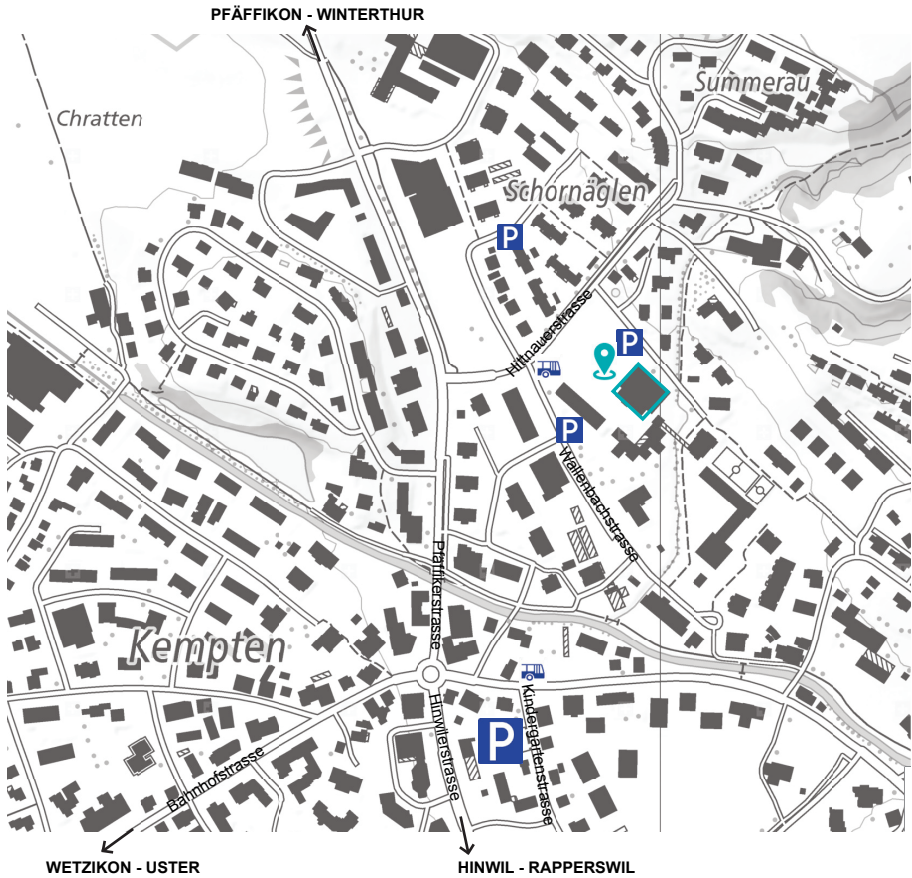 PFÄFFIKON - WINTERTHUR
Summerau
Chratten
Schornäglen
P
Hittnauerstrasse
P
P
Wallenbachstrasse
Pfäffikerstrasse
Kempten
Kindergartenstrasse
Hinwilerstrasse
P
Bahnhofstrasse
WETZIKON - USTER
HINWIL - RAPPERSWIL